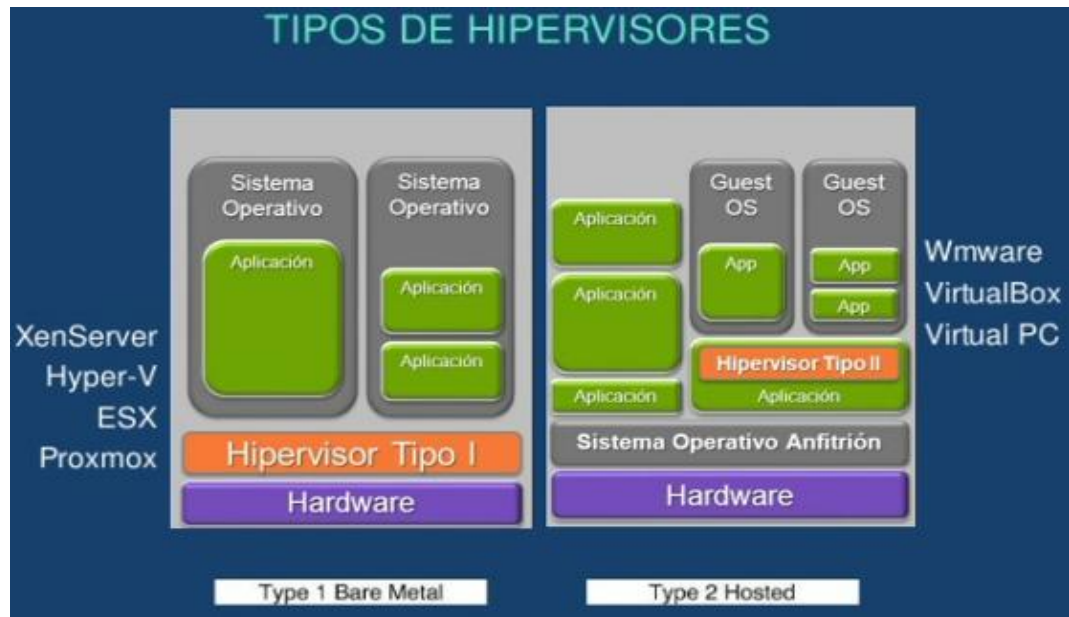 TIPOS DE HIPERVISORES
XenServer
Hyper-V
ESX
Proxmox
Sistema
Operativo
Aplicación
Sistema
Operativo
Aplicación
Aplicación
Hipervisor Tipo I
Hardware
Type 1 Bare Metal
Aplicación
Aplicación
Aplicación
Guest
OS
App
Guest
OS
App
App
Hipervisor Tipo II
Aplicación
Sistema Operativo Anfitrión
Hardware
Type 2 Hosted
Wmware
VirtualBox
Virtual PC